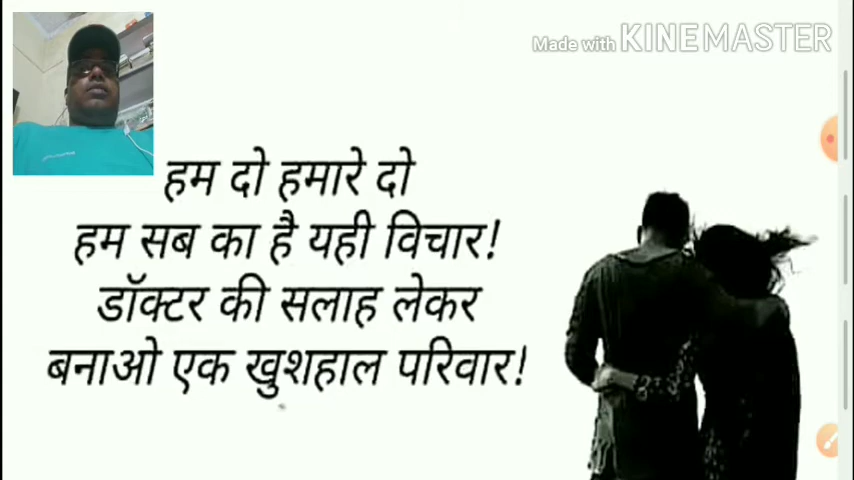 Made with KINEMASTER
हम दो हमारे दो
हम सब का है यही विचार!
डॉक्टर की सलाह लेकर
बनाओ एक खुशहाल परिवार!